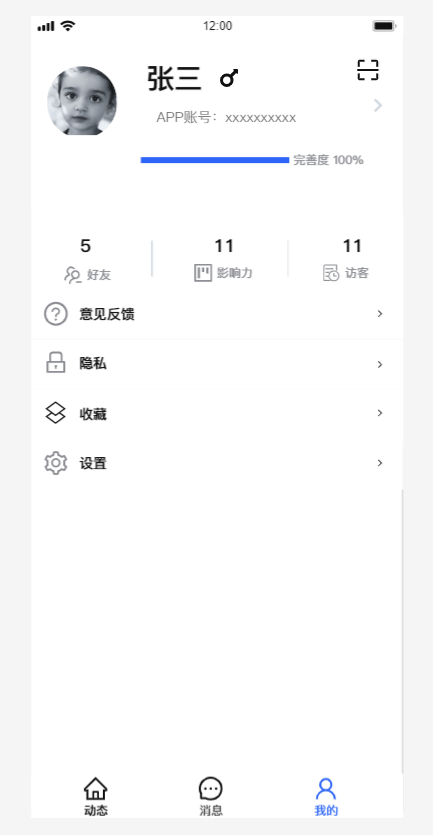 12:00
张三
APP账号：xxxxxxxxxx
完善度 100%
5 11 11
好友 影响力 访客
意见反馈
隐私
收藏
设置
动态 消息 我的